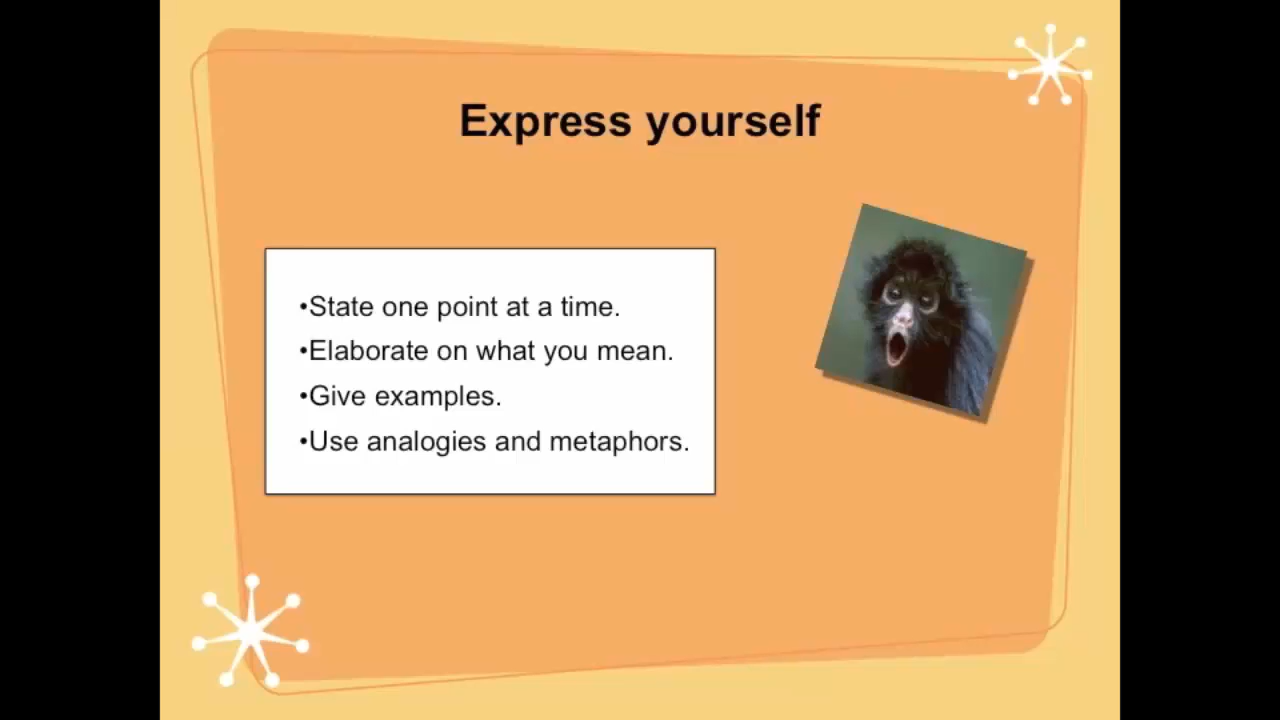 Express yourself
•State one point at a time.
•Elaborate on what you mean.
•Give examples.
•Use analogies and metaphors.